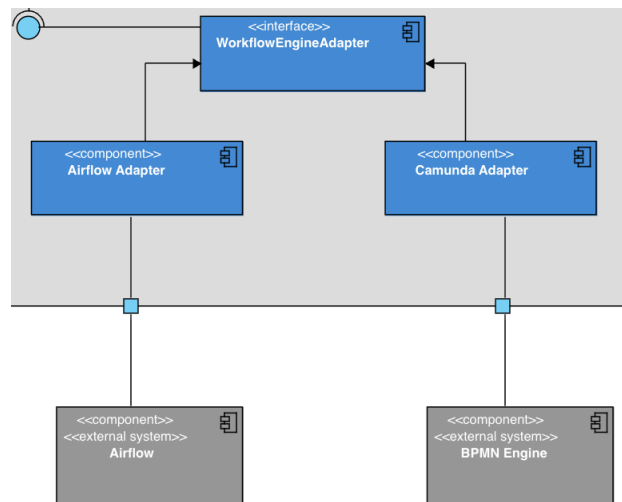 <<interface>>
WorkflowEngineAdapter
<<component>>
Airflow Adapter
<<component>>
Camunda Adapter
<<component>>
<<external system>>
Airflow
<<component>>
<<external system>>
BPMN Engine